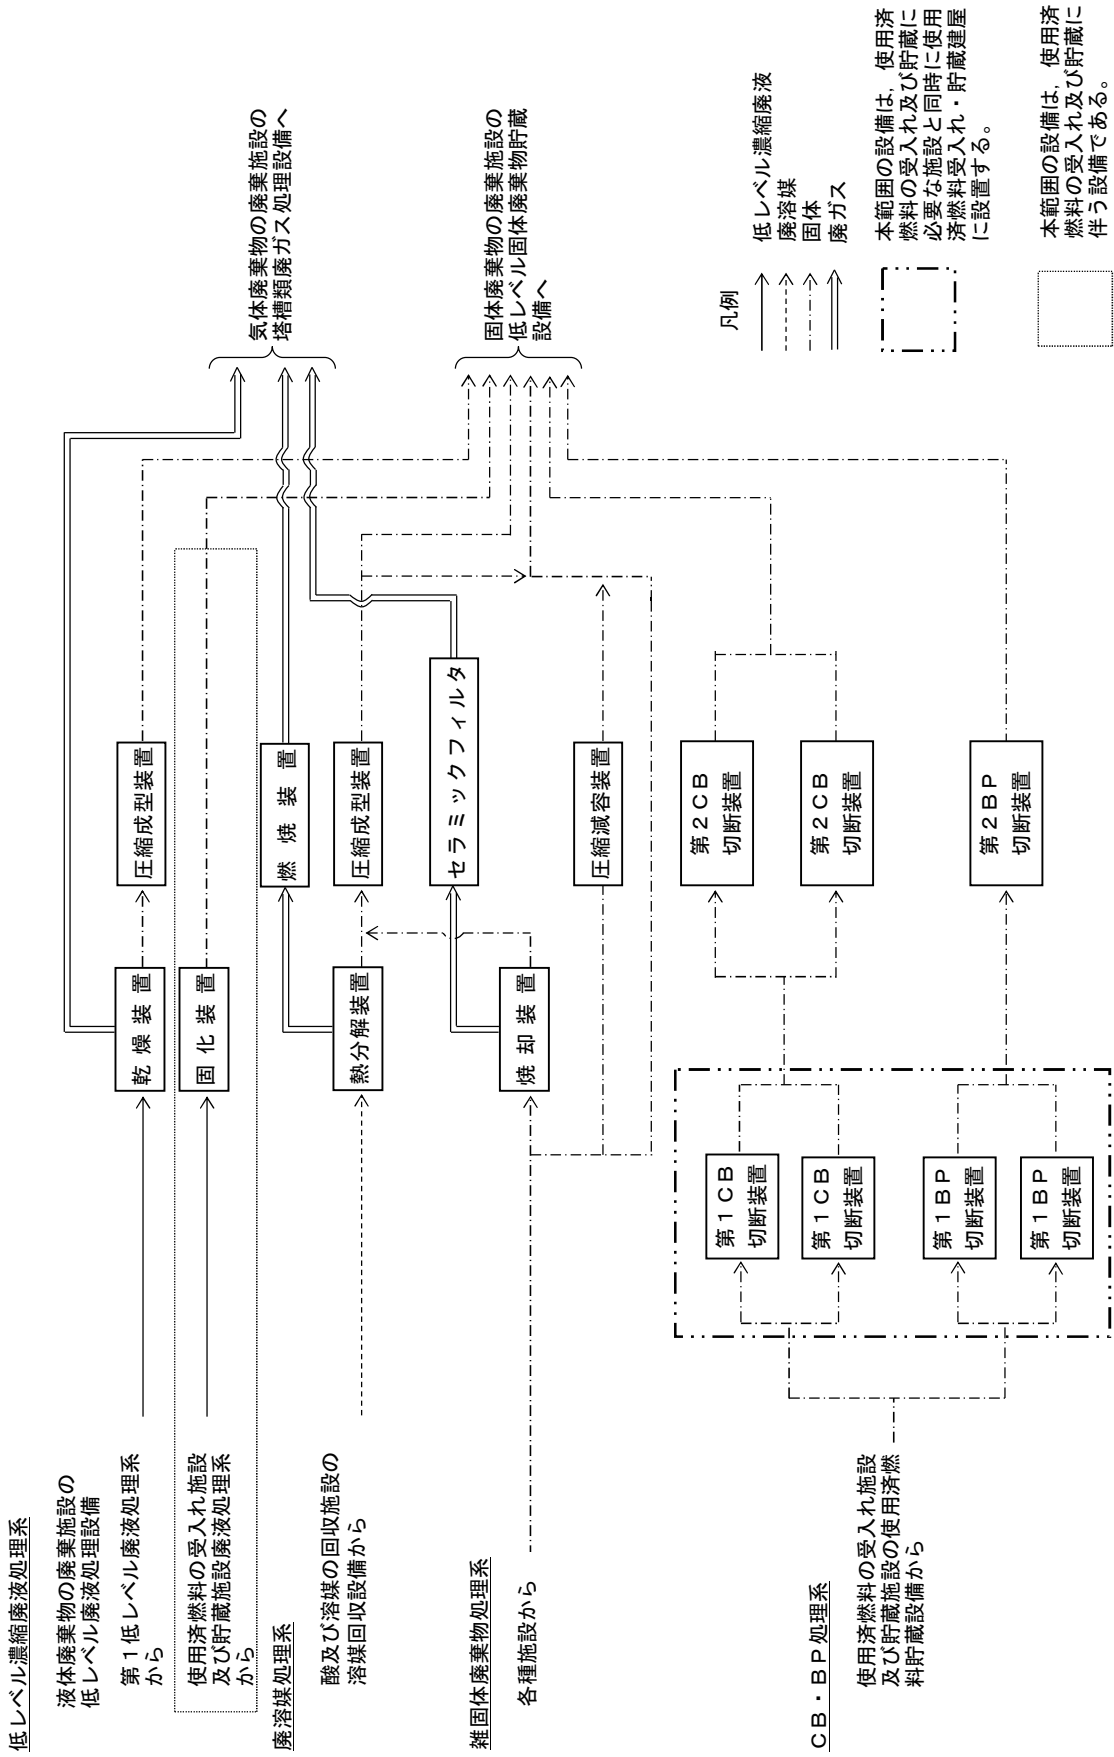 低レベル濃縮廃液処理系
液体廃棄物の廃棄施設の
低レベル廃液処理設備
第1低レベル廃液処理系
から
使用済燃料の受入れ施設
及び貯蔵施設廃液処理系
から
乾燥装置
圧縮成型装置
固化装置
気体廃棄物の廃棄施設の
塔槽類廃ガス処理設備へ
廃溶媒処理系
酸及び溶媒の回収施設の
溶媒回収設備から
熱分解装置
燃焼装置
圧縮成型装置
セラミックフィルタ
固体廃棄物の廃棄施設の
低レベル固体廃棄物貯蔵
設備へ
雑固体廃棄物処理系
各種施設から
焼却装置
圧縮減容装置
CB・BP処理系
使用済燃料の受入れ施設
及び貯蔵施設の使用済燃
料貯蔵設備から
第1CB
切断装置
第1CB
切断装置
第1BP
切断装置
第1BP
切断装置
第2CB
切断装置
第2CB
切断装置
第2BP
切断装置
凡例
低レベル濃縮廃液
廃溶媒
固体
廃ガス
本範囲の設備は，使用済
燃料の受入れ及び貯蔵に
必要な施設と同時に使用
済燃料受入れ・貯蔵建屋
に設置する。
本範囲の設備は，使用済
燃料の受入れ及び貯蔵に
伴う設備である。